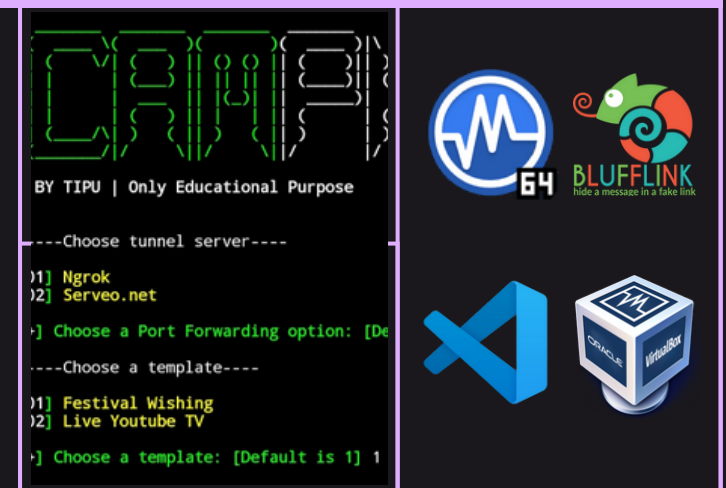 CAMP
BY TIPU | Only Educational Purpose
----Choose tunnel server----
01] Ngrok
02] Serveo.net
+] Choose a Port Forwarding option: [De
----Choose a template----
01] Festival Wishing
02] Live Youtube TV
+] Choose a template: [Default is 1] 1
64
BLUFFLINK
hide a message in a fake link
ORACLE
VirtualBox